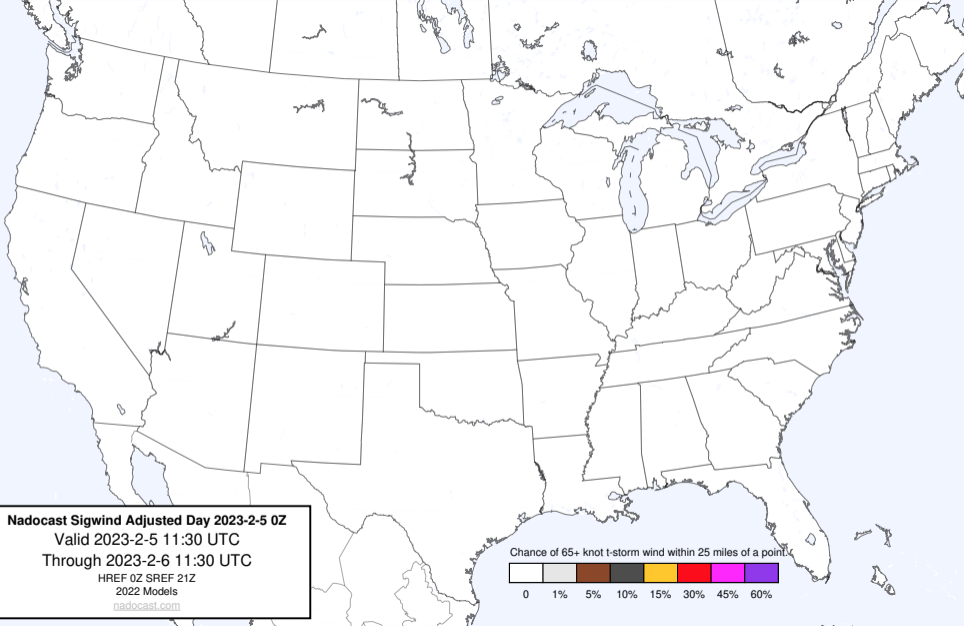 Nadocast Sigwind Adjusted Day 2023-2-5 0Z
Valid 2023-2-5 11:30 UTC
Through 2023-2-6 11:30 UTC
HREF 0Z SREF 21Z
2022 Models
nadocast.com
Chance of 65+ knot t-storm wind within 25 miles of a point.
0 1% 5% 10% 15% 30% 45% 60%